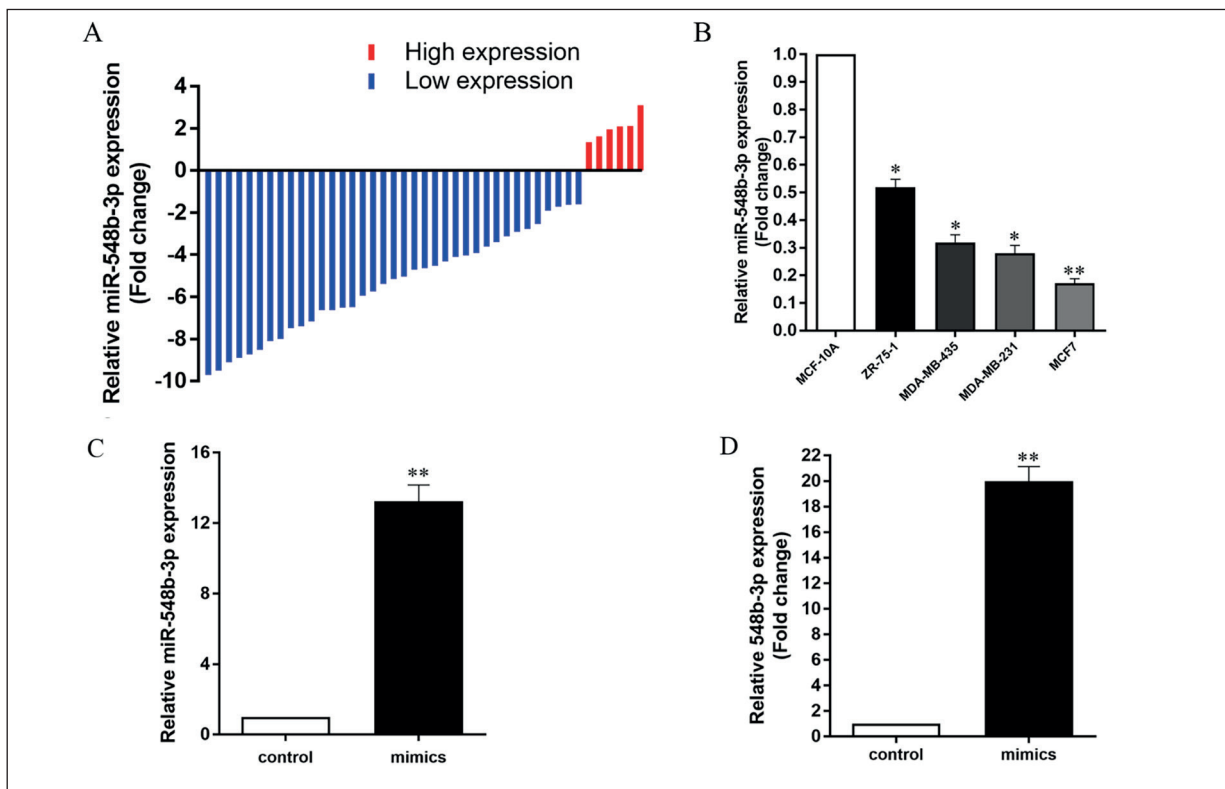 A
High expression
Low expression
Relative miR-548b-3p expression
(Fold change)
4
2
0
-2
-4
-6
-8
-10
B
Relative miR-548b-3p expression
(Fold change)
1.0
0.9
0.8
0.7
0.6
0.5
0.4
0.3
0.2
0.1
0.0
*
*
*
**
MCF-10A
ZR-75-1
MDA-MB-435
MDA-MB-231
MCF7
C
Relative miR-548b-3p expression
16
12
8
4
0
**
control
mimics
D
Relative 548b-3p expression
(Fold change)
22
20
18
16
14
12
10
8
6
4
2
0
**
control
mimics